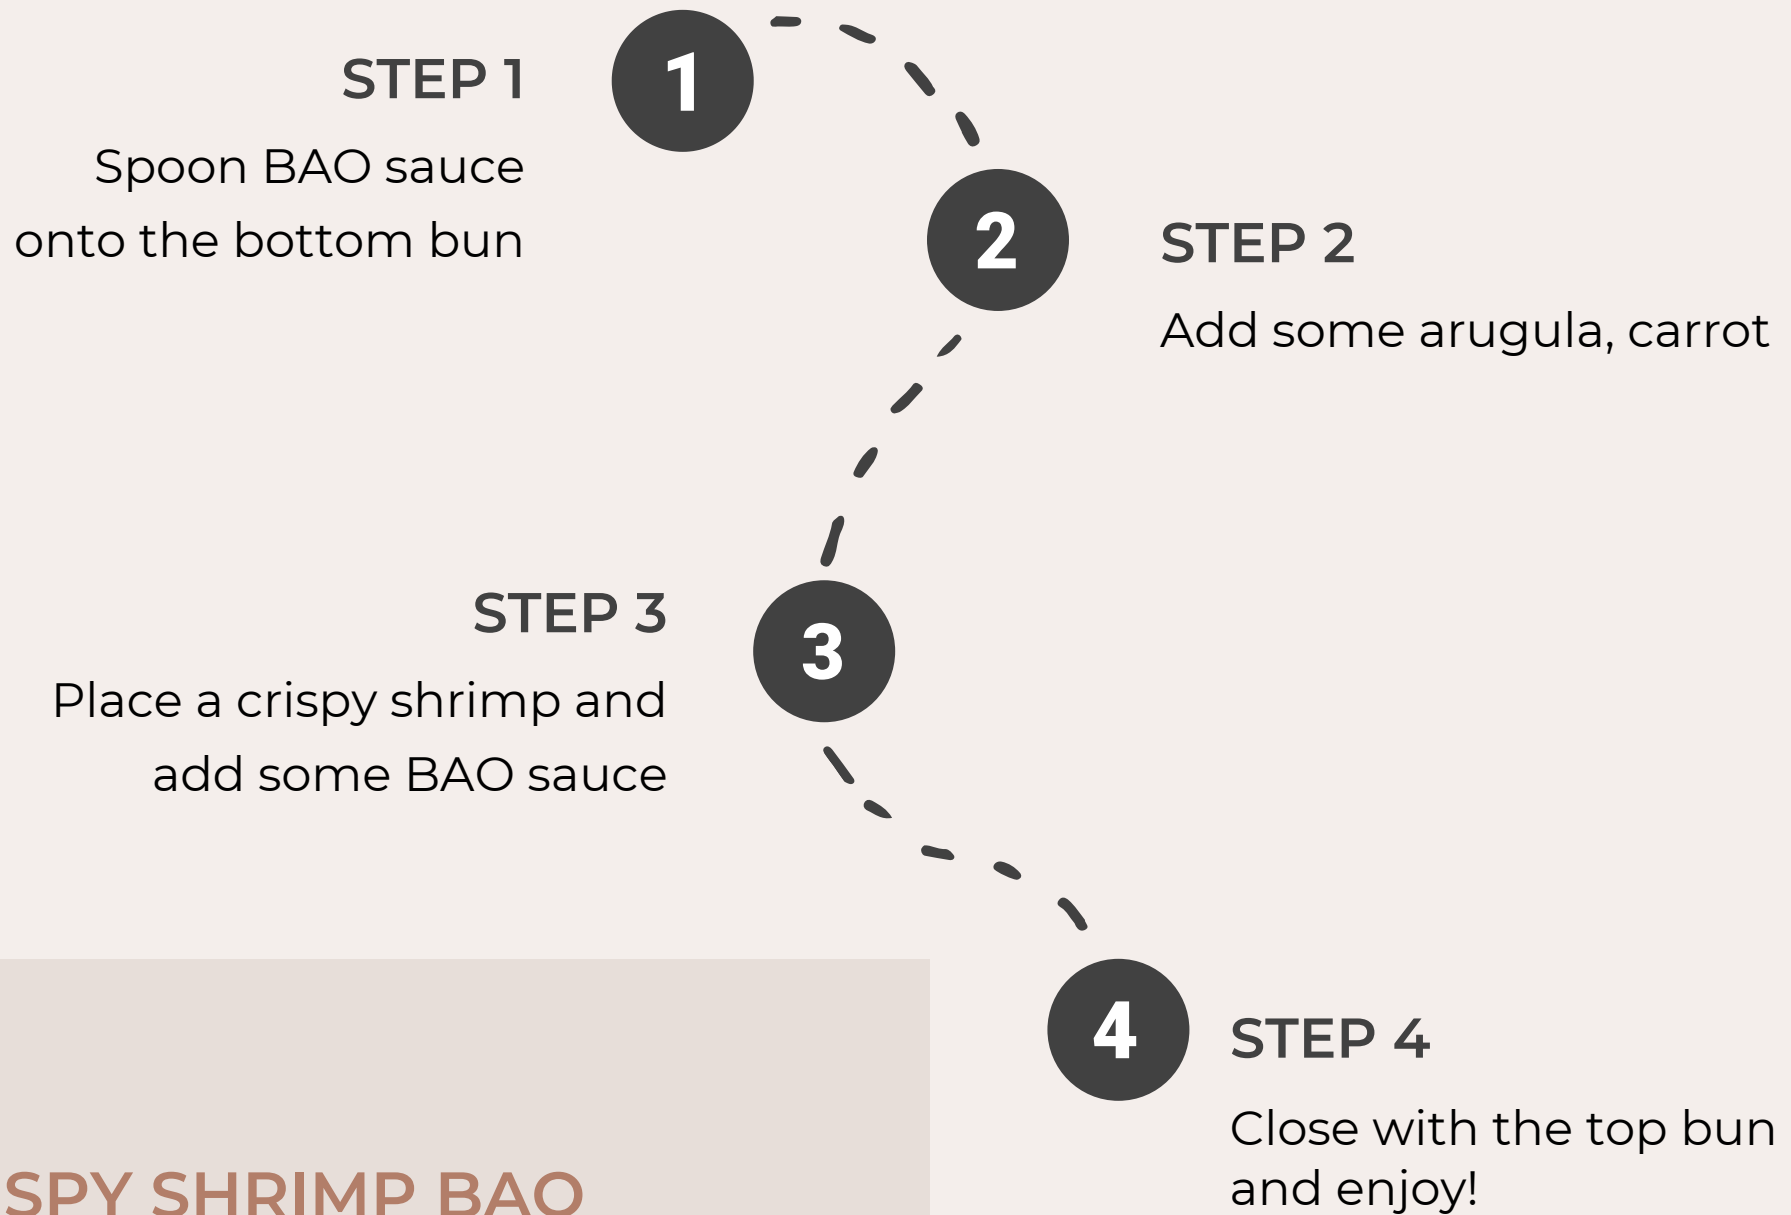 1
STEP 1
Spoon BAO sauce
onto the bottom bun
2
STEP 2
Add some arugula, carrot
3
STEP 3
Place a crispy shrimp and
add some BAO sauce
4
STEP 4
Close with the top bun
and enjoy!
SPY SHRIMP BAO